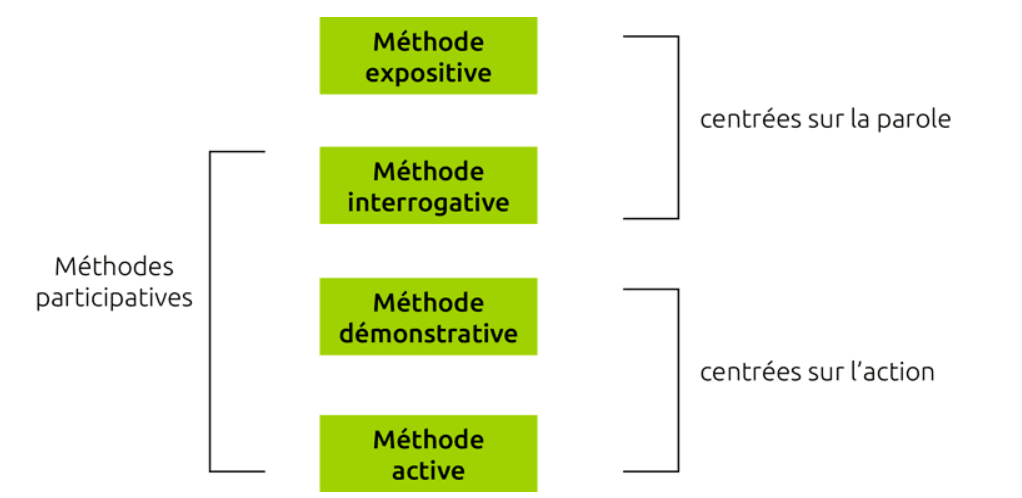 Méthode
expositive
centrées sur la parole
Méthode
interrogative
Méthodes
participatives
Méthode
démonstrative
centrées sur l’action
Méthode
active